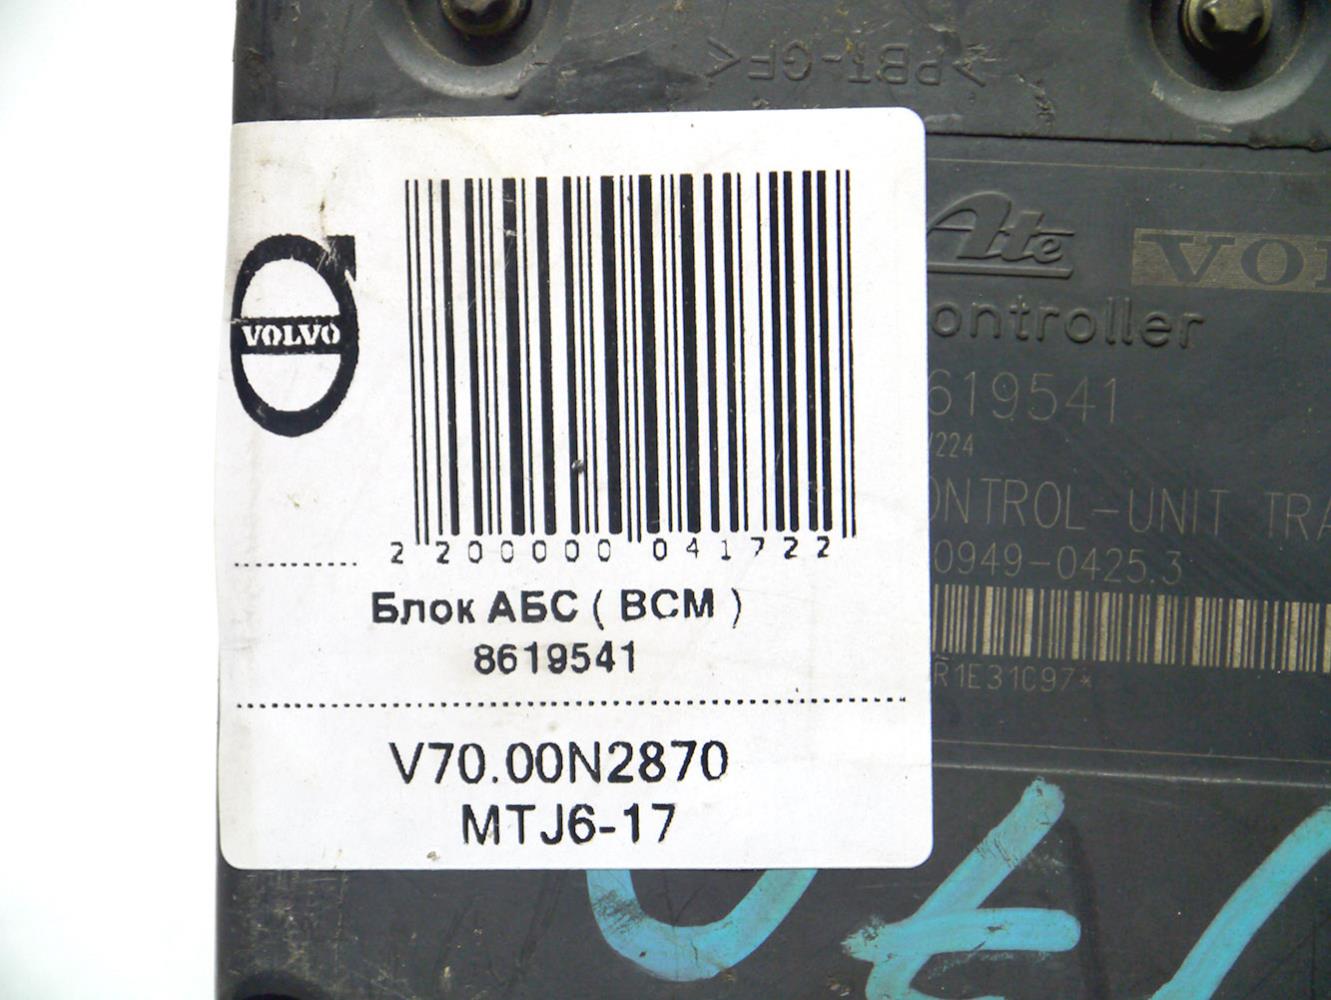 >PBT-GF<
Ate
VOLVO
ontroller
619541
/224
ONTROL-UNIT TRA
0949-0425.3
R1E31C97*
2 200000 041722
Блок АБС ( BCM )
8619541
V70.00N2870
MTJ6-17